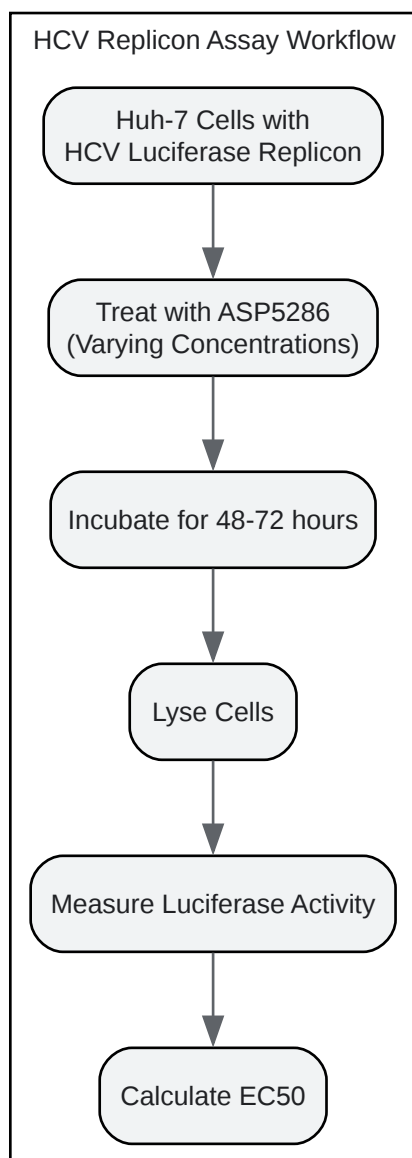 HCV Replicon Assay Workflow
Huh-7 Cells with
HCV Luciferase Replicon
Treat with ASP5286
(Varying Concentrations)
Incubate for 48-72 hours
Lyse Cells
Measure Luciferase Activity
Calculate EC50